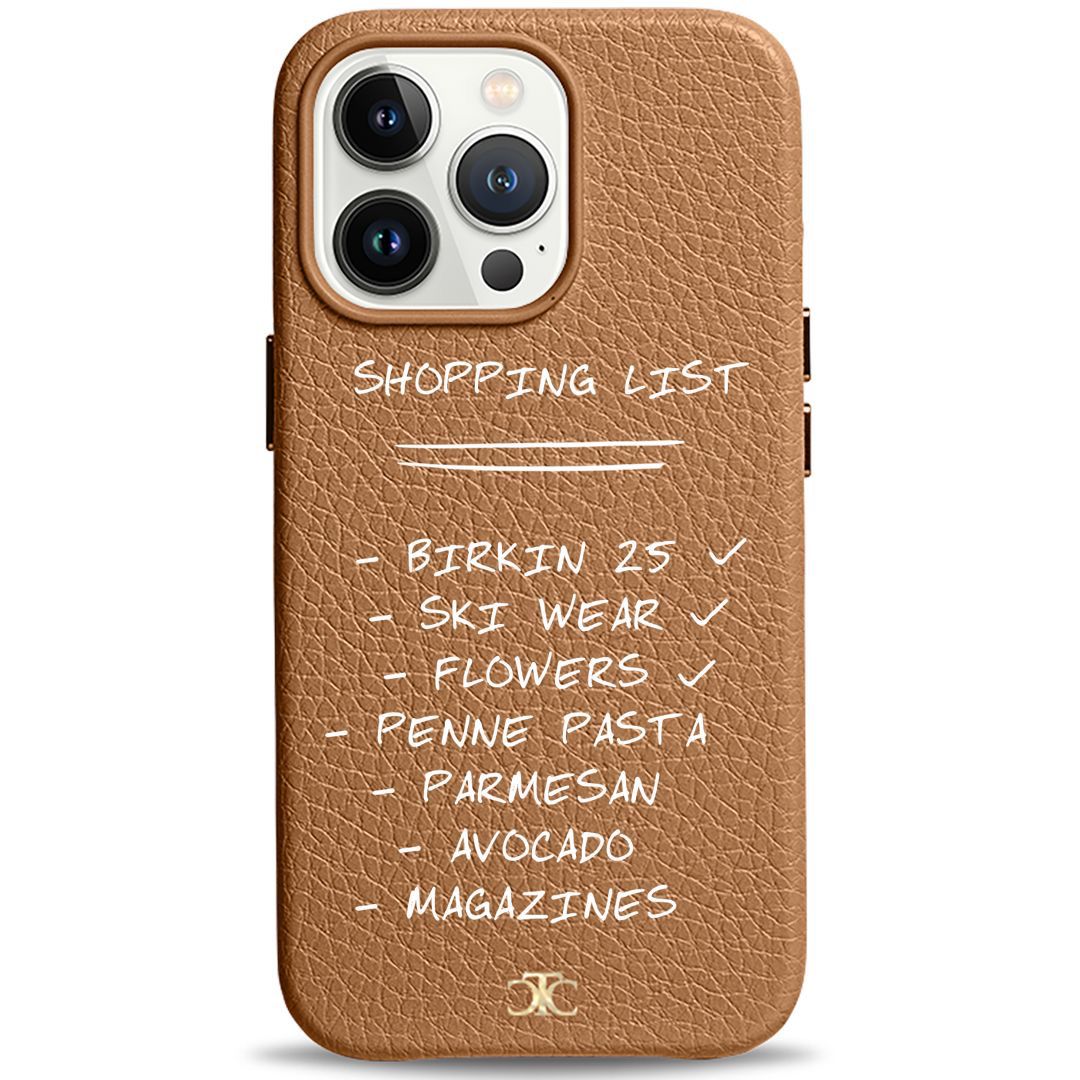 SHOPPING LIST
- BIRKIN 25 ✓
- SKI WEAR ✓
- FLOWERS ✓
- PENNE PASTA
- PARMESAN
- AVOCADO
- MAGAZINES